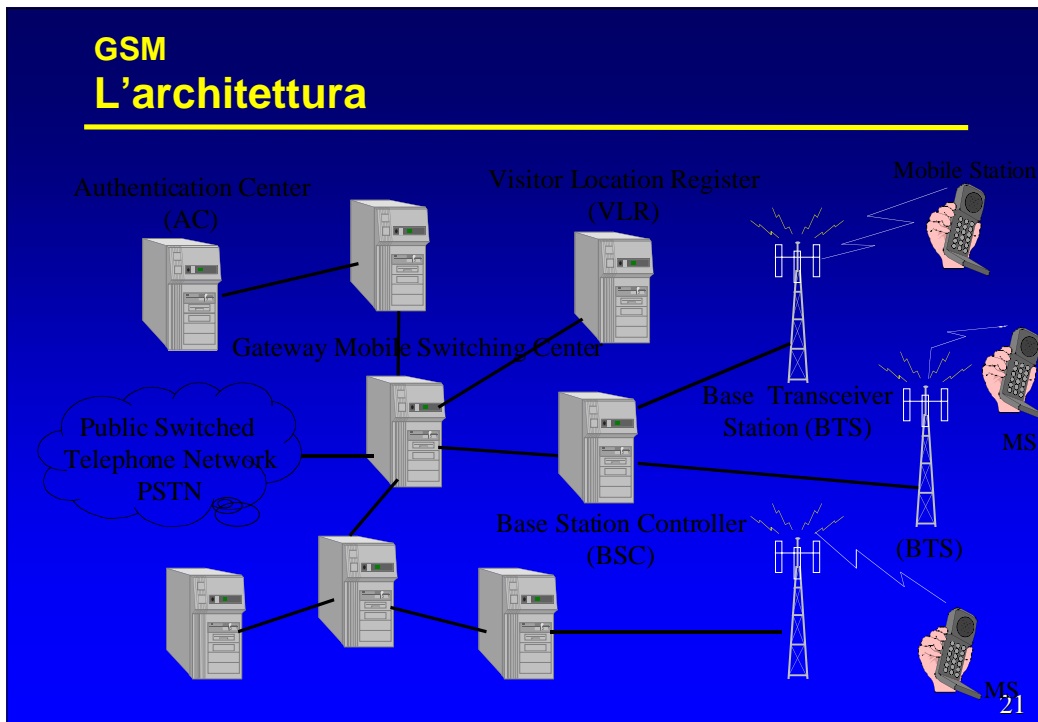 GSM
L'architettura
Authentication Center
(AC)
Visitor Location Register
(VLR)
Mobile Station
Gateway Mobile Switching Center
Public Switched
Telephone Network
PSTN
Base Transceiver
Station (BTS)
MS
Base Station Controller
(BSC)
(BTS)
MS
21